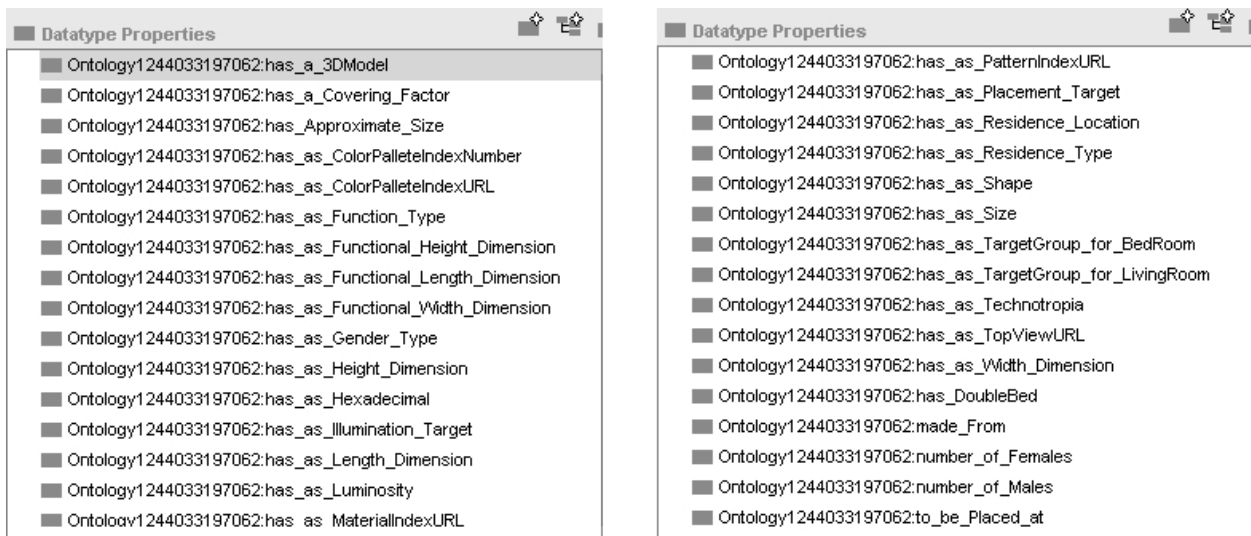 Datatype Properties
Ontology1244033197062:has_a_3DModel
Ontology1244033197062:has_a_Covering_Factor
Ontology1244033197062:has_Approximate_Size
Ontology1244033197062:has_as_ColorPalleteIndexNumber
Ontology1244033197062:has_as_ColorPalleteIndexURL
Ontology1244033197062:has_as_Function_Type
Ontology1244033197062:has_as_Functional_Height_Dimension
Ontology1244033197062:has_as_Functional_Length_Dimension
Ontology1244033197062:has_as_Functional_Width_Dimension
Ontology1244033197062:has_as_Gender_Type
Ontology1244033197062:has_as_Height_Dimension
Ontology1244033197062:has_as_Hexadecimal
Ontology1244033197062:has_as_Illumination_Target
Ontology1244033197062:has_as_Length_Dimension
Ontology1244033197062:has_as_Luminosity
Ontology1244033197062:has_as_MaterialIndexURL
Datatype Properties
Ontology1244033197062:has_as_PatternIndexURL
Ontology1244033197062:has_as_Placement_Target
Ontology1244033197062:has_as_Residence_Location
Ontology1244033197062:has_as_Residence_Type
Ontology1244033197062:has_as_Shape
Ontology1244033197062:has_as_Size
Ontology1244033197062:has_as_TargetGroup_for_BedRoom
Ontology1244033197062:has_as_TargetGroup_for_LivingRoom
Ontology1244033197062:has_as_Technotropia
Ontology1244033197062:has_as_TopViewURL
Ontology1244033197062:has_as_Width_Dimension
Ontology1244033197062:has_DoubleBed
Ontology1244033197062:made_From
Ontology1244033197062:number_of_Females
Ontology1244033197062:number_of_Males
Ontology1244033197062:to_be_Placed_at